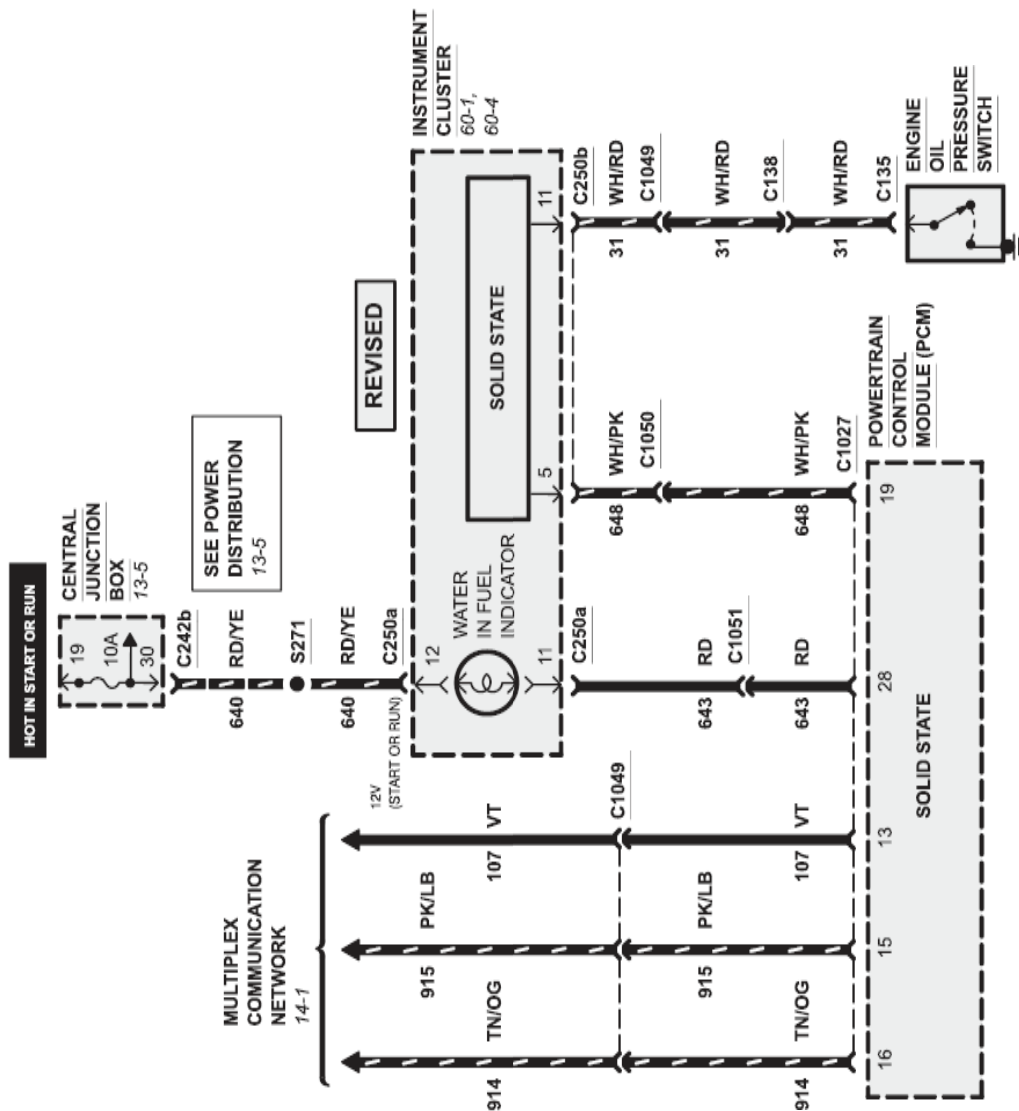 HOT IN START OR RUN
CENTRAL
JUNCTION
BOX
13-5
19
10A
30
C242b
640
RD/YE
S271
640
RD/YE
C250a
SEE POWER
DISTRIBUTION
13-5
REVISED
12V
(START OR RUN)
INSTRUMENT
CLUSTER
60-1,
60-4
12
WATER
IN FUEL
INDICATOR
11
SOLID STATE
5
11
C250a
C250b
643
RD
C1051
643
RD
648
WH/PK
C1050
648
WH/PK
C1027
31
WH/RD
C1049
31
WH/RD
C138
31
WH/RD
C135
ENGINE
OIL
PRESSURE
SWITCH
MULTIPLEX
COMMUNICATION
NETWORK
14-1
914
TN/OG
915
PK/LB
107
VT
C1049
914
TN/OG
915
PK/LB
107
VT
16
15
13
28
19
SOLID STATE
POWERTRAIN
CONTROL
MODULE (PCM)